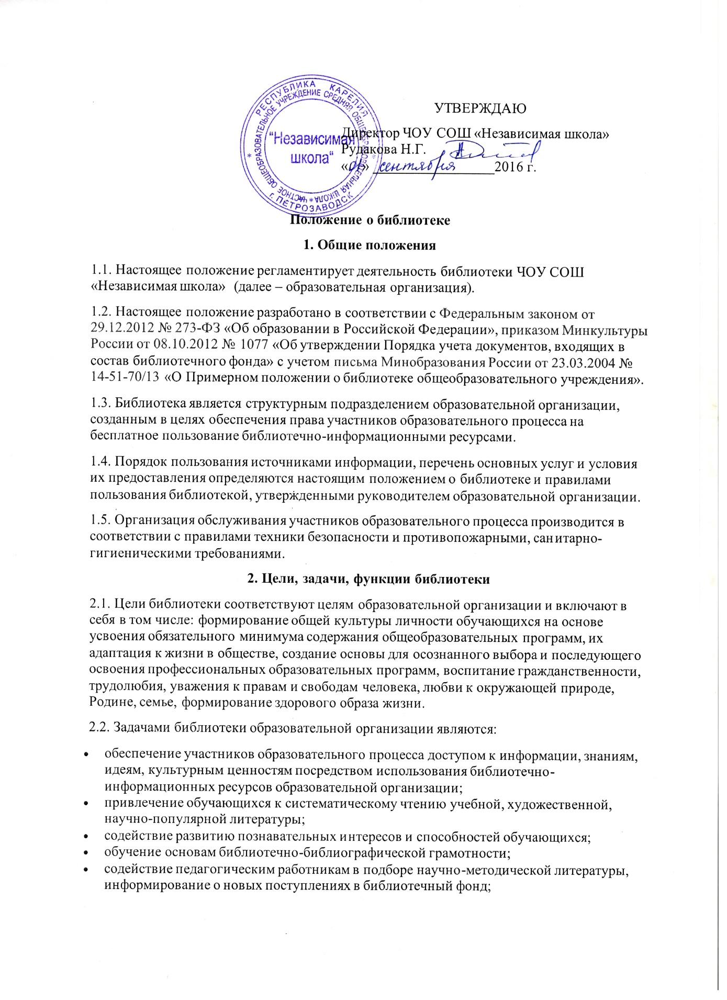 РЕСПУБЛИКА КАРЕЛИЯ
ЧАСТНОЕ ОБЩЕОБРАЗОВАТЕЛЬНОЕ УЧРЕЖДЕНИЕ СРЕДНЯЯ ОБЩЕОБРАЗОВАТЕЛЬНАЯ ШКОЛА
г. ПЕТРОЗАВОДСК
“Независимая
школа“
УТВЕРЖДАЮ
Директор ЧОУ СОШ «Независимая школа»
Рудакова Н.Г.
«01» сентября 2016 г.
Положение о библиотеке
1. Общие положения
1.1. Настоящее положение регламентирует деятельность библиотеки ЧОУ СОШ
«Независимая школа» (далее – образовательная организация).
1.2. Настоящее положение разработано в соответствии с Федеральным законом от
29.12.2012 № 273-ФЗ «Об образовании в Российской Федерации», приказом Минкультуры
России от 08.10.2012 № 1077 «Об утверждении Порядка учета документов, входящих в
состав библиотечного фонда» с учетом письма Минобразования России от 23.03.2004 №
14-51-70/13 «О Примерном положении о библиотеке общеобразовательного учреждения».
1.3. Библиотека является структурным подразделением образовательной организации,
созданным в целях обеспечения права участников образовательного процесса на
бесплатное пользование библиотечно-информационными ресурсами.
1.4. Порядок пользования источниками информации, перечень основных услуг и условия
их предоставления определяются настоящим положением о библиотеке и правилами
пользования библиотекой, утвержденными руководителем образовательной организации.
1.5. Организация обслуживания участников образовательного процесса производится в
соответствии с правилами техники безопасности и противопожарными, санитарно-
гигиеническими требованиями.
2. Цели, задачи, функции библиотеки
2.1. Цели библиотеки соответствуют целям образовательной организации и включают в
себя в том числе: формирование общей культуры личности обучающихся на основе
усвоения обязательного минимума содержания общеобразовательных программ, их
адаптация к жизни в обществе, создание основы для осознанного выбора и последующего
освоения профессиональных образовательных программ, воспитание гражданственности,
трудолюбия, уважения к правам и свободам человека, любви к окружающей природе,
Родине, семье, формирование здорового образа жизни.
2.2. Задачами библиотеки образовательной организации являются:
• обеспечение участников образовательного процесса доступом к информации, знаниям,
идеям, культурным ценностям посредством использования библиотечно-
информационных ресурсов образовательной организации;
• привлечение обучающихся к систематическому чтению учебной, художественной,
научно-популярной литературы;
• содействие развитию познавательных интересов и способностей обучающихся;
• обучение основам библиотечно-библиографической грамотности;
• содействие педагогическим работникам в подборе научно-методической литературы,
информирование о новых поступлениях в библиотечный фонд;